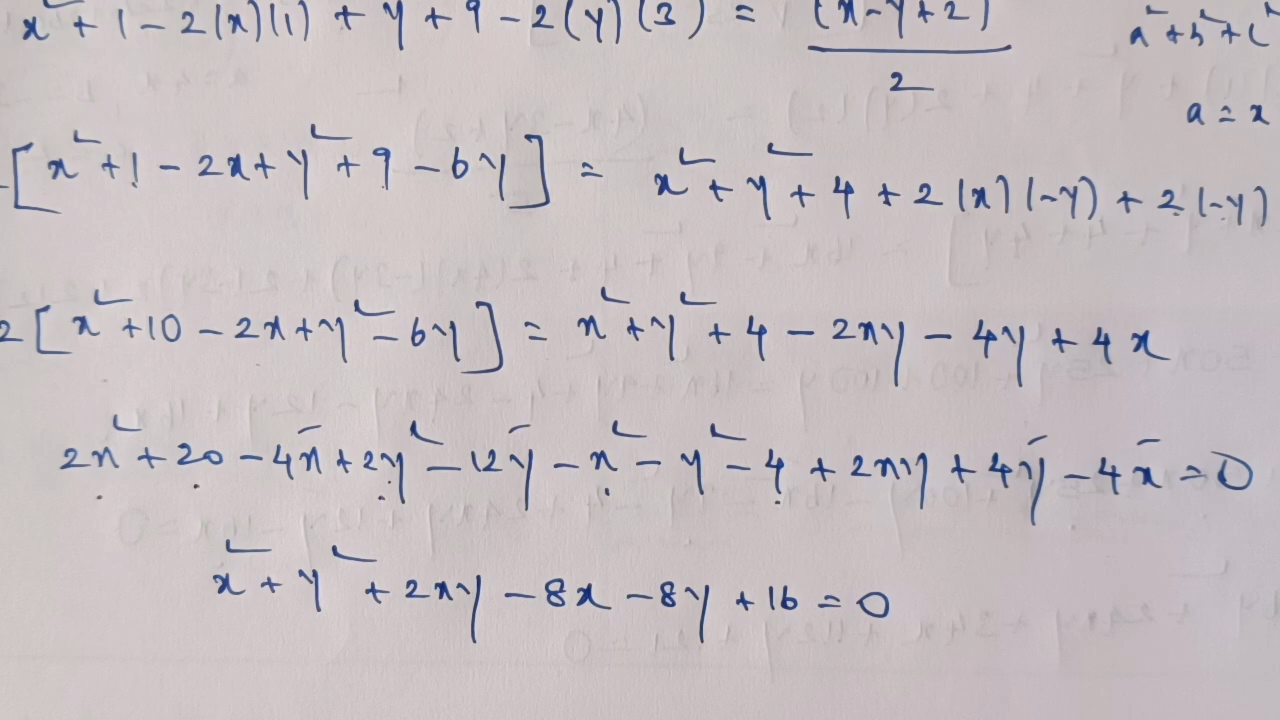 x² + 1 - 2(x)(1) + y² + 9 - 2(y)(3) = (x-y+2)²
2
a² + b² + c²
a = x
[x² + 1 - 2x + y² + 9 - 6y] = x² + y² + 4 + 2(x)(-y) + 2(-y)
2[x² + 10 - 2x + y² - 6y] = x² + y² + 4 - 2xy - 4y + 4x
2x² + 20 - 4x + 2y² - 12y - x² - y² - 4 + 2xy + 4y - 4x = 0
x² + y² + 2xy - 8x - 8y + 16 = 0